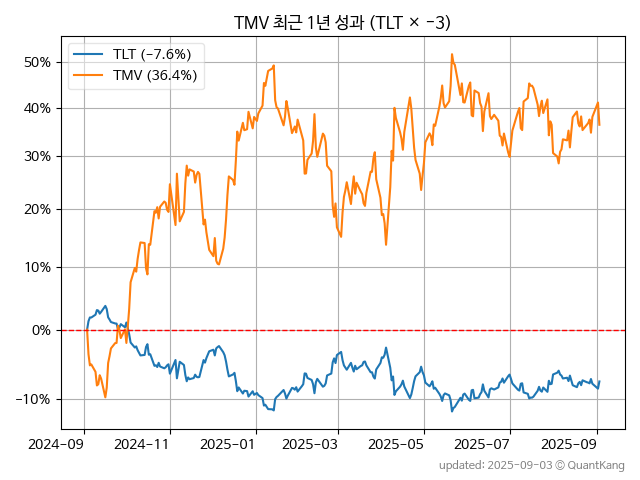 TMV 최근 1년 성과 (TLT × −3)
TLT (−7.6%)
TMV (36.4%)
50%
40%
30%
20%
10%
0%
−10%
2024−09 2024−11 2025−01 2025−03 2025−05 2025−07 2025−09
updated: 2025−09−03 © QuantKang